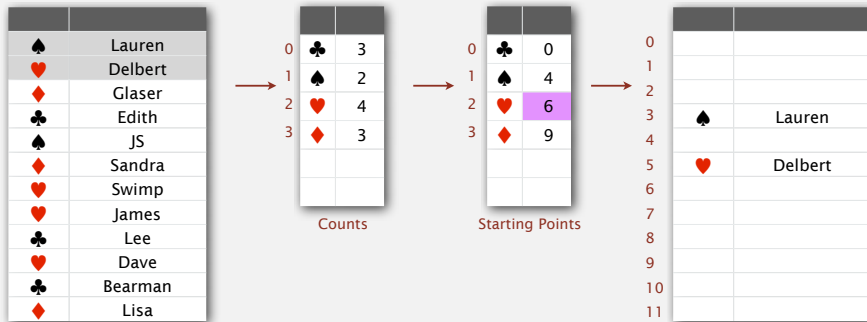 ♠ Lauren
♥ Delbert
♦ Glaser
♣ Edith
♠ JS
♦ Sandra
♥ Swimp
♥ James
♣ Lee
♥ Dave
♣ Bearman
♦ Lisa
0 ♣ 3
1 ♠ 2
2 ♥ 4
3 ♦ 3
Counts
0 ♣ 0
1 ♠ 4
2 ♥ 6
3 ♦ 9
Starting Points
0
1
2
3 ♠ Lauren
4
5 ♥ Delbert
6
7
8
9
10
11